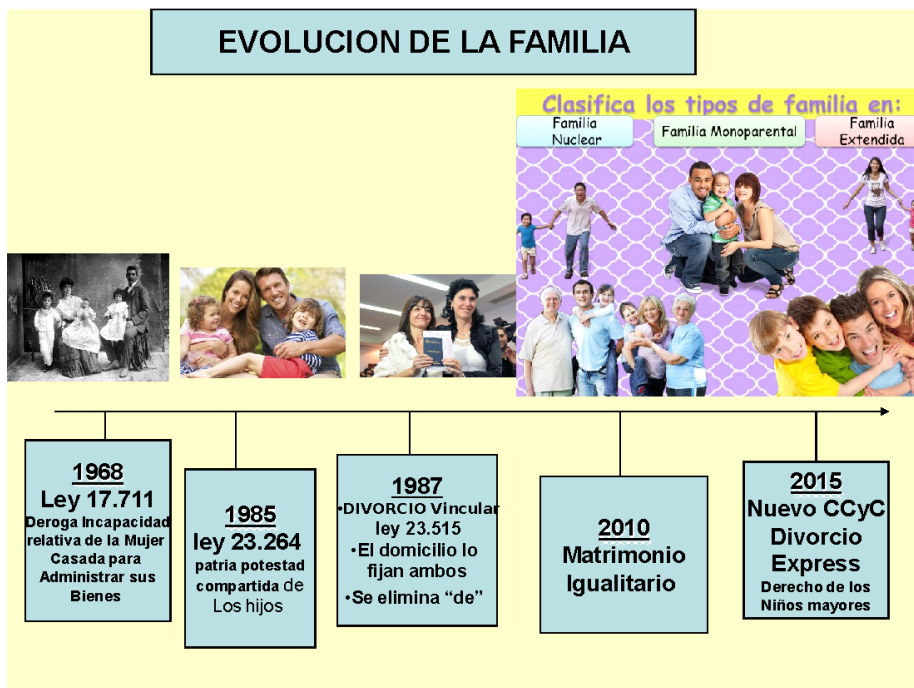 EVOLUCION DE LA FAMILIA
Clasifica los tipos de familia en:
Familia
Nuclear
Familia Monoparental
Familia
Extendida
1968
Ley 17.711
Deroga Incapacidad
relativa de la Mujer
Casada para
Administrar sus
Bienes
1985
ley 23.264
patria potestad
compartida de
Los hijos
1987
•DIVORCIO Vincular
ley 23.515
•El domicilio lo
fijan ambos
•Se elimina “de”
2010
Matrimonio
Igualitario
2015
Nuevo CCyC
Divorcio
Express
Derecho de los
Niños mayores